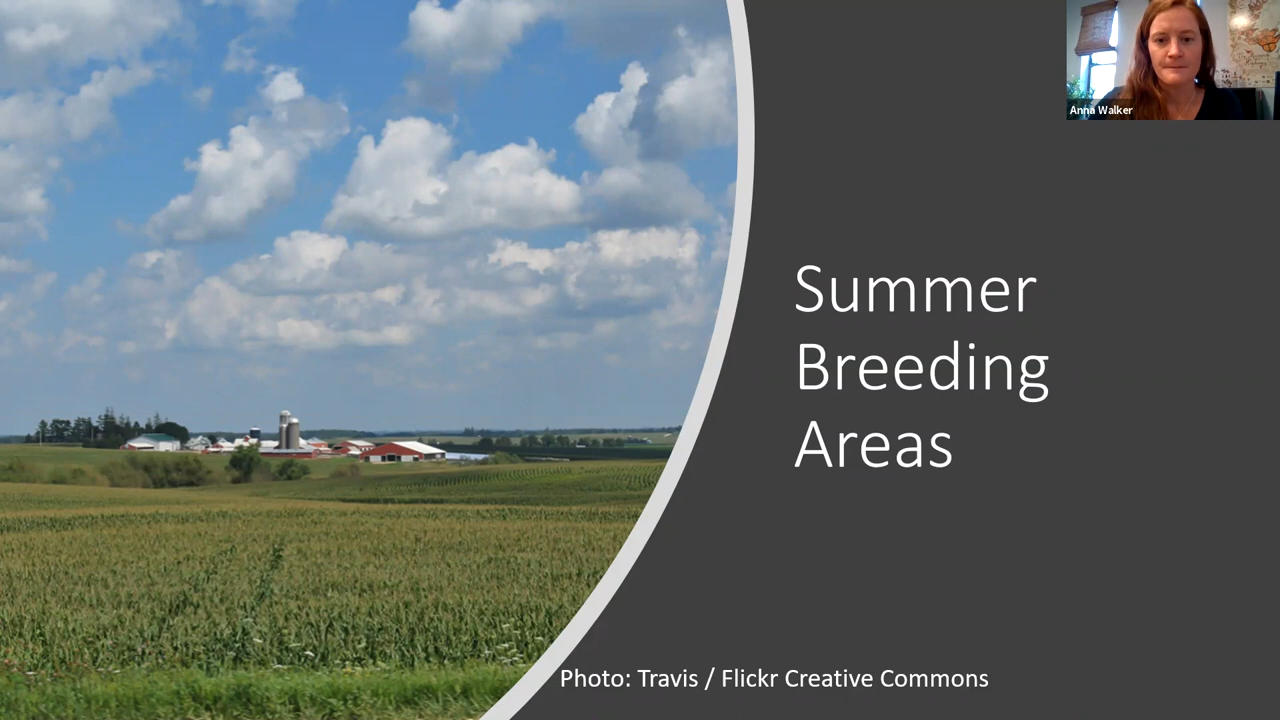 Anna Walker
Summer
Breeding
Areas
Photo: Travis / Flickr Creative Commons